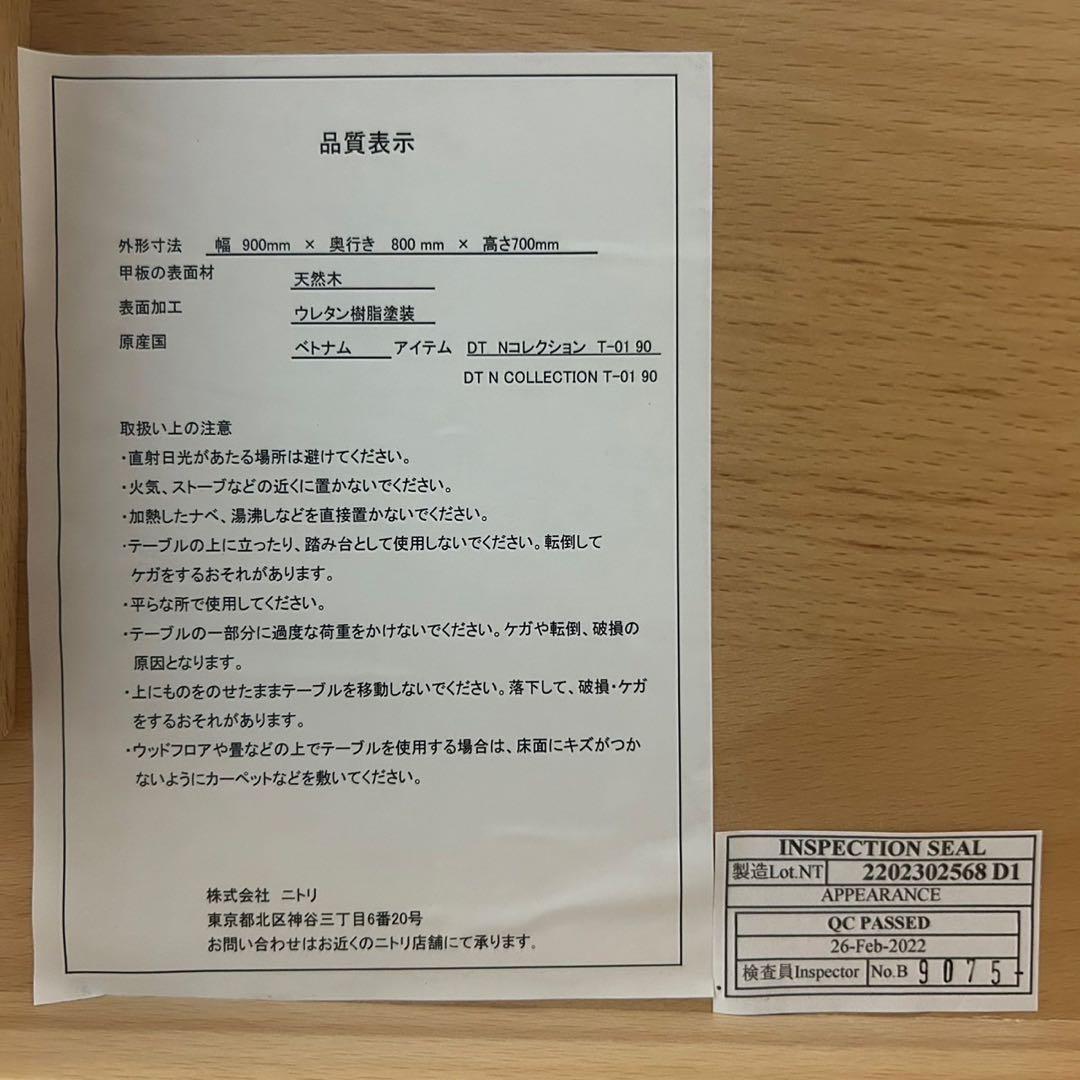 品質表示
外形寸法 幅 900mm × 奥行き 800 mm × 高さ700mm
甲板の表面材 天然木
表面加工 ウレタン樹脂塗装
原産国 ベトナム アイテム DT Nコレクション T-01 90
DT N COLLECTION T-01 90
取扱い上の注意
・直射日光があたる場所は避けてください。
・火気、ストーブなどの近くに置かないでください。
・加熱したナベ、湯沸しなどを直接置かないでください。
・テーブルの上に立ったり、踏み台として使用しないでください。転倒して
ケガをするおそれがあります。
・平らな所で使用してください。
・テーブルの一部分に過度な荷重をかけないでください。ケガや転倒、破損の
原因となります。
・上にものをのせたままテーブルを移動しないでください。落下して、破損・ケガ
をするおそれがあります。
・ウッドフロアや畳などの上でテーブルを使用する場合は、床面にキズがつか
ないようにカーペットなどを敷いてください。
株式会社 ニトリ
東京都北区神谷三丁目6番20号
お問い合わせはお近くのニトリ店舗にて承ります。
INSPECTION SEAL
製造Lot.NT 2202302568 D1
APPEARANCE
QC PASSED
26-Feb-2022
検査員Inspector No.B 9075-